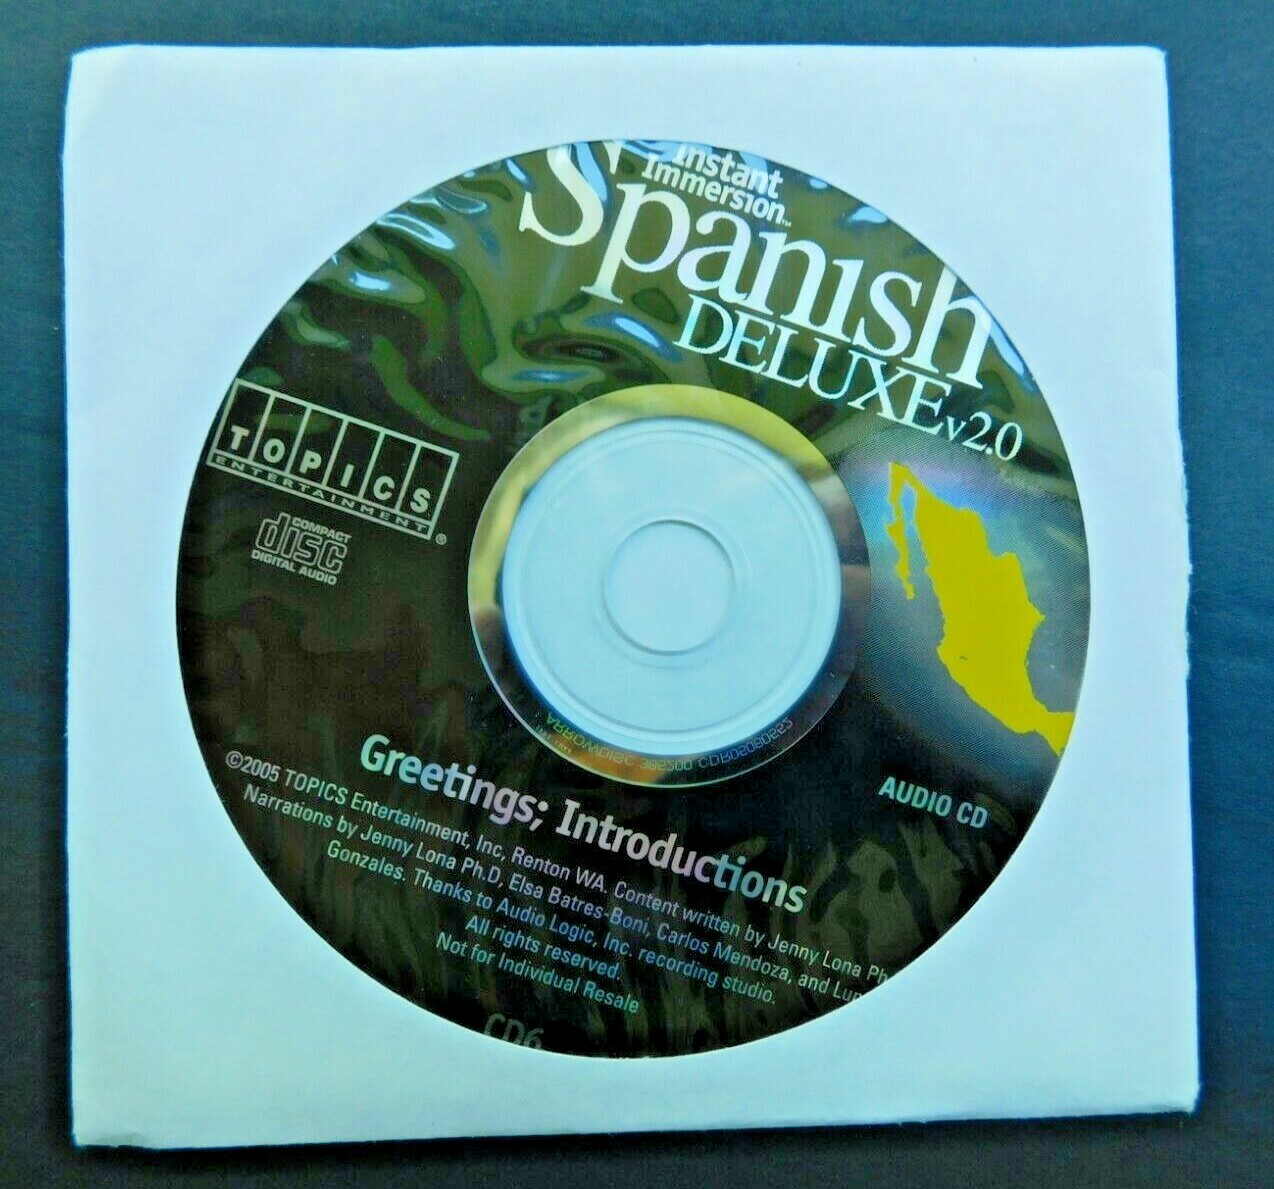 Instant
Immersion™
Spanish
DELUXE v2.0
TOPICS
ENTERTAINMENT®
COMPACT
disc
DIGITAL AUDIO
AUDIO CD
Greetings; Introductions
©2005 TOPICS Entertainment, Inc, Renton WA. Content written by Jenny Lona Ph
Narrations by Jenny Lona Ph.D, Elsa Batres-Boni, Carlos Mendoza, and
Gonzales. Thanks to Audio Logic, Inc. recording studio.
All rights reserved.
Not for Individual Resale
CD6